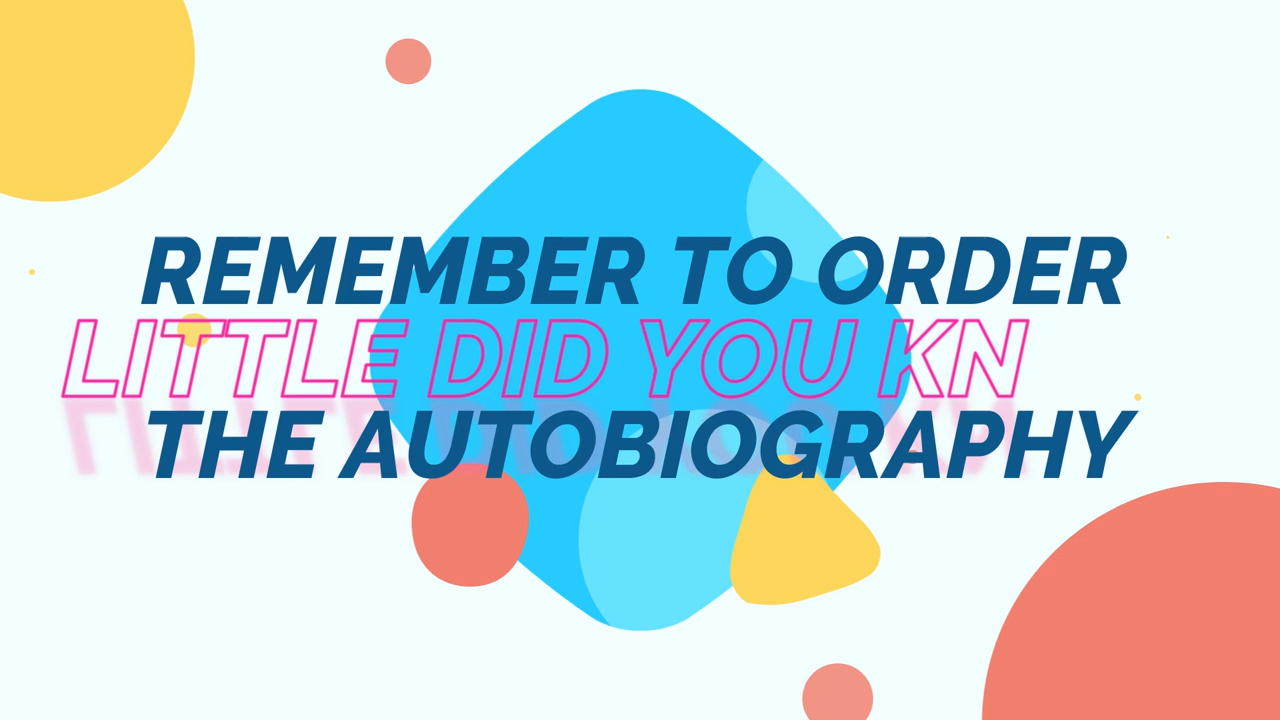 REMEMBER TO ORDER
LITTLE DID YOU KN
THE AUTOBIOGRAPHY